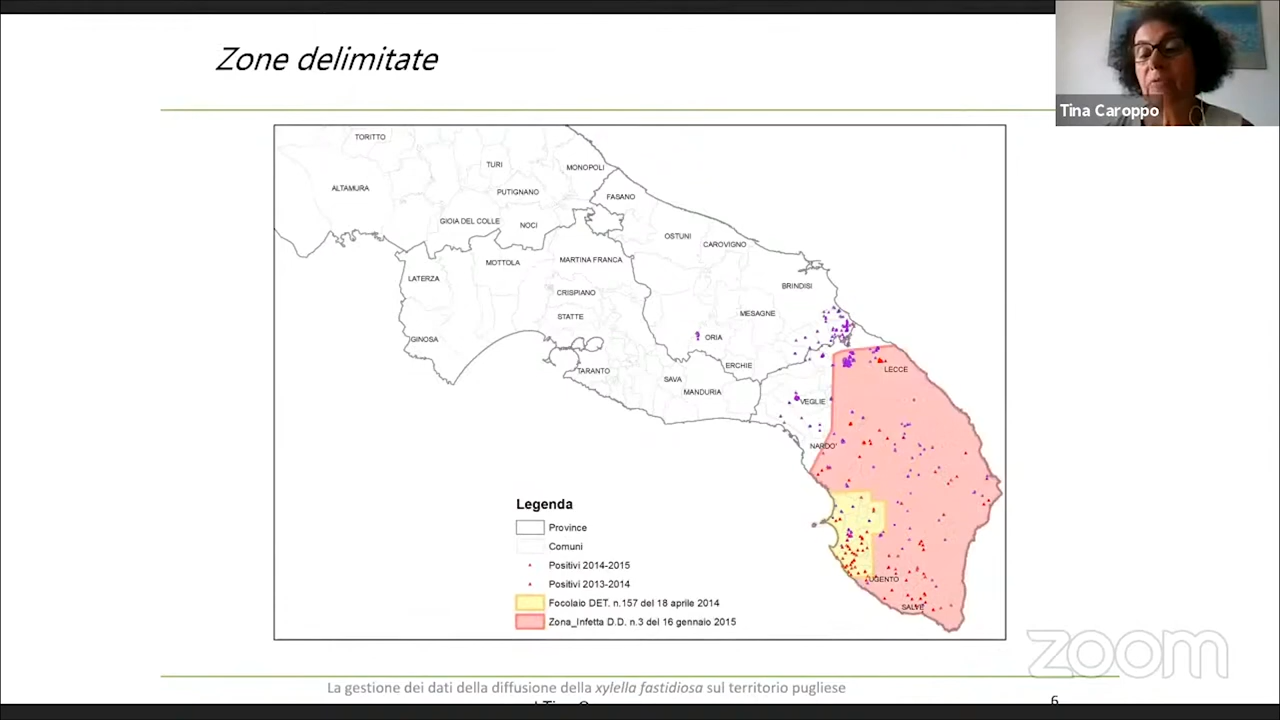 Zone delimitate
Tina Caroppo
TORITTO
TURI
MONOPOLI
ALTAMURA
PUTIGNANO
FASANO
GIOIA DEL COLLE
NOCI
OSTUNI
CAROVIGNO
MOTTOLA
MARTINA FRANCA
LATERZA
BRINDISI
CRISPIANO
STATTE
MESAGNE
GINOSA
ORIA
TARANTO
ERCHIE
LECCE
SAVA
MANDURIA
VEGLIE
NARDO'
UGENTO
SALVE
Legenda
Province
Comuni
Positivi 2014-2015
Positivi 2013-2014
Focolaio DET. n.157 del 18 aprile 2014
Zona_Infetta D.D. n.3 del 16 gennaio 2015
zoom
La gestione dei dati della diffusione della xylella fastidiosa sul territorio pugliese
6